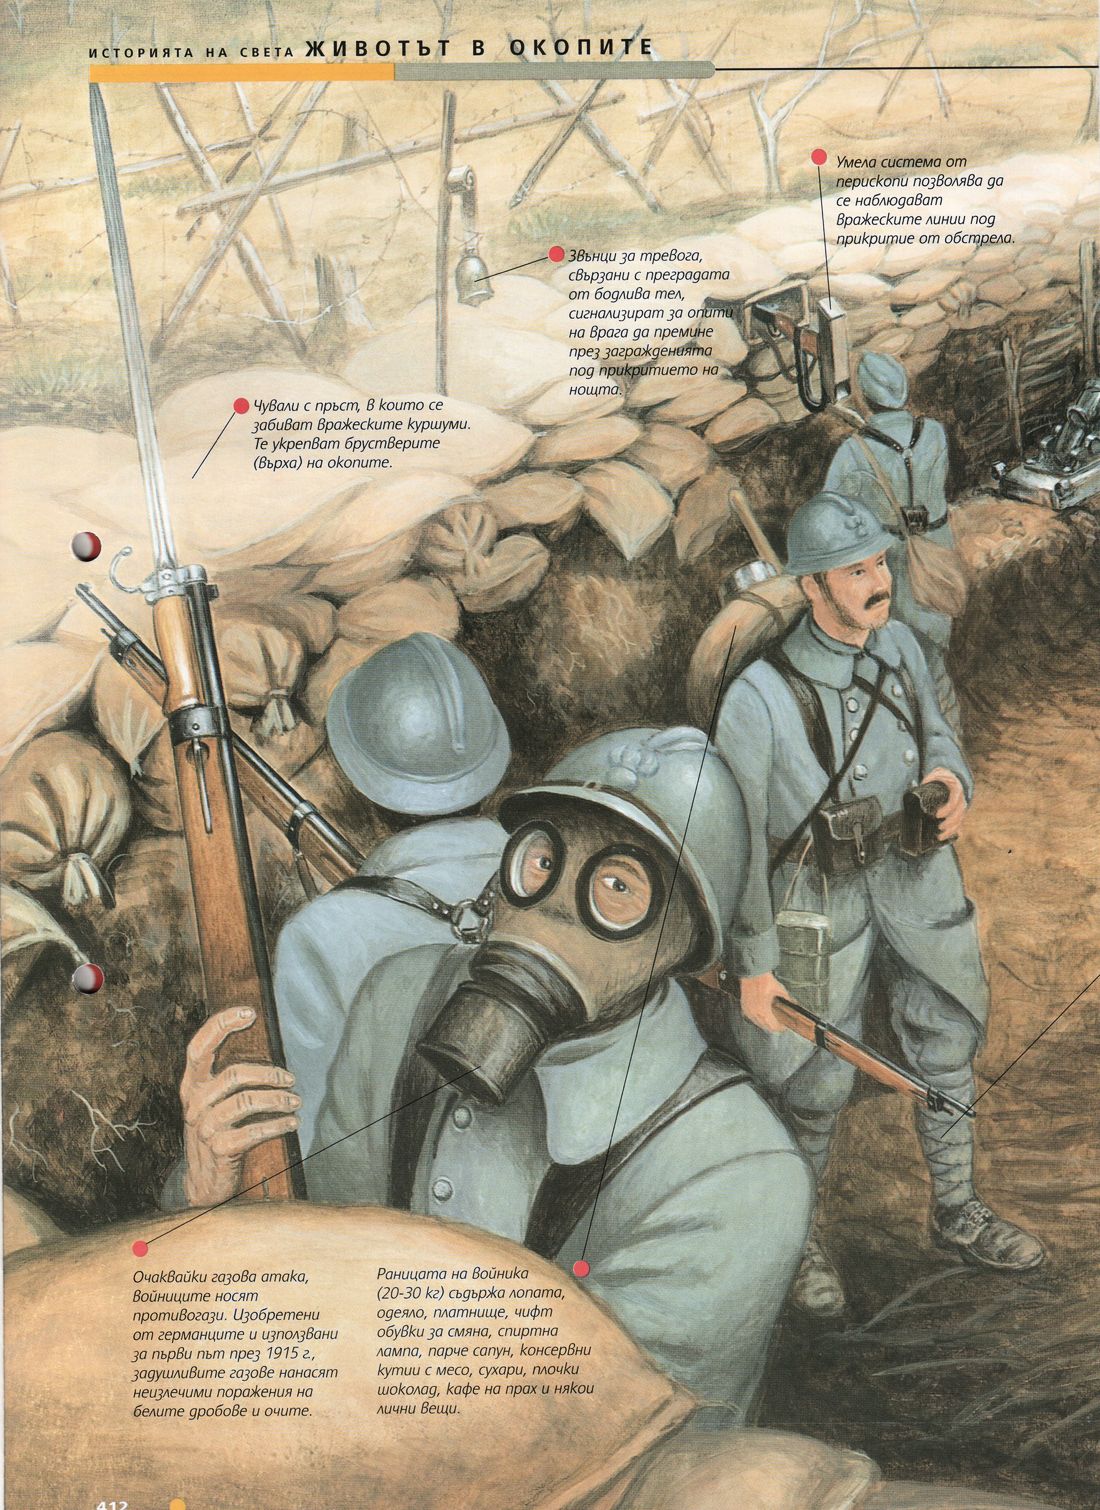 ИСТОРИЯТА НА СВЕТА ЖИВОТЪТ В ОКОПИТЕ
Умела система от
перископи позволява да
се наблюдават
вражеските линии под
прикритие от обстрела.
Звънци за тревога,
свързани с преградата
от бодлива тел,
сигнализират за опити
на врага да премине
през загражденията
под прикритието на
нощта.
Чували с пръст, в които се
забиват вражеските куршуми.
Те укрепват брустверите
(върха) на окопите.
Очаквайки газова атака,
войниците носят
противогази. Изобретени
от германците и използвани
за първи път през 1915 г.,
задушливите газове нанасят
неизлечими поражения на
белите дробове и очите.
Раницата на войника
(20-30 кг) съдържа лопата,
одеяло, платнище, чифт
обувки за смяна, спиртна
лампа, парче сапун, консервни
кутии с месо, сухари, плочки
шоколад, кафе на прах и някои
лични вещи.
412